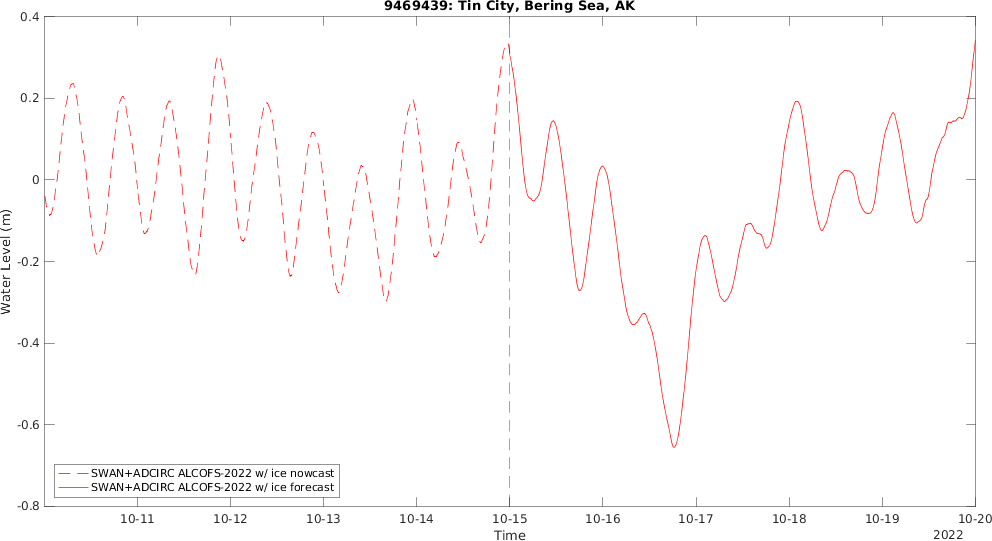 9469439: Tin City, Bering Sea, AK
0.4
0.2
0
-0.2
-0.4
-0.6
-0.8
Water Level (m)
SWAN+ADCIRC ALCOFS-2022 w/ ice nowcast
SWAN+ADCIRC ALCOFS-2022 w/ ice forecast
10-11 10-12 10-13 10-14 10-15 10-16 10-17 10-18 10-19 10-20
Time
2022